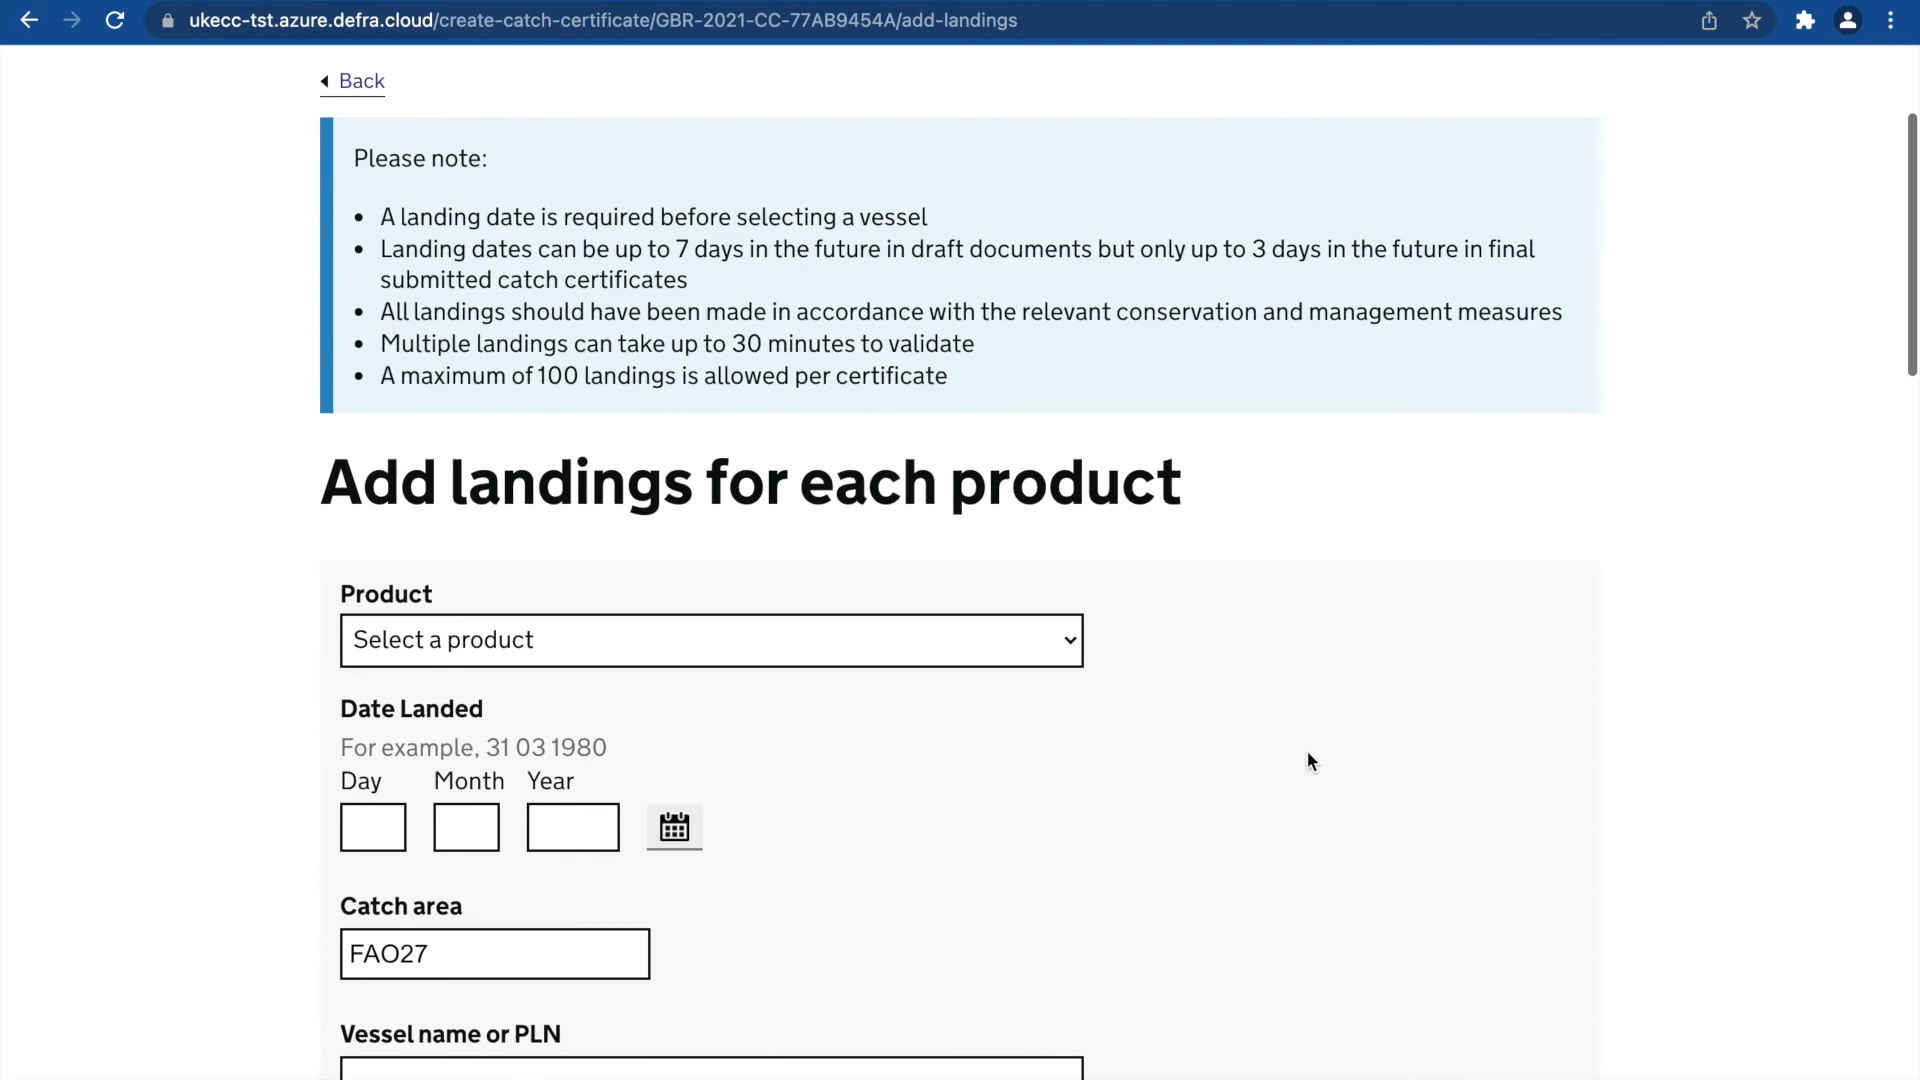 ukecc-tst.azure.defra.cloud/create-catch-certificate/GBR-2021-CC-77AB9454A/add-landings
Back
Please note:
• A landing date is required before selecting a vessel
• Landing dates can be up to 7 days in the future in draft documents but only up to 3 days in the future in final
submitted catch certificates
• All landings should have been made in accordance with the relevant conservation and management measures
• Multiple landings can take up to 30 minutes to validate
• A maximum of 100 landings is allowed per certificate
Add landings for each product
Product
Select a product
Date Landed
For example, 31 03 1980
Day Month Year
Catch area
FAO27
Vessel name or PLN